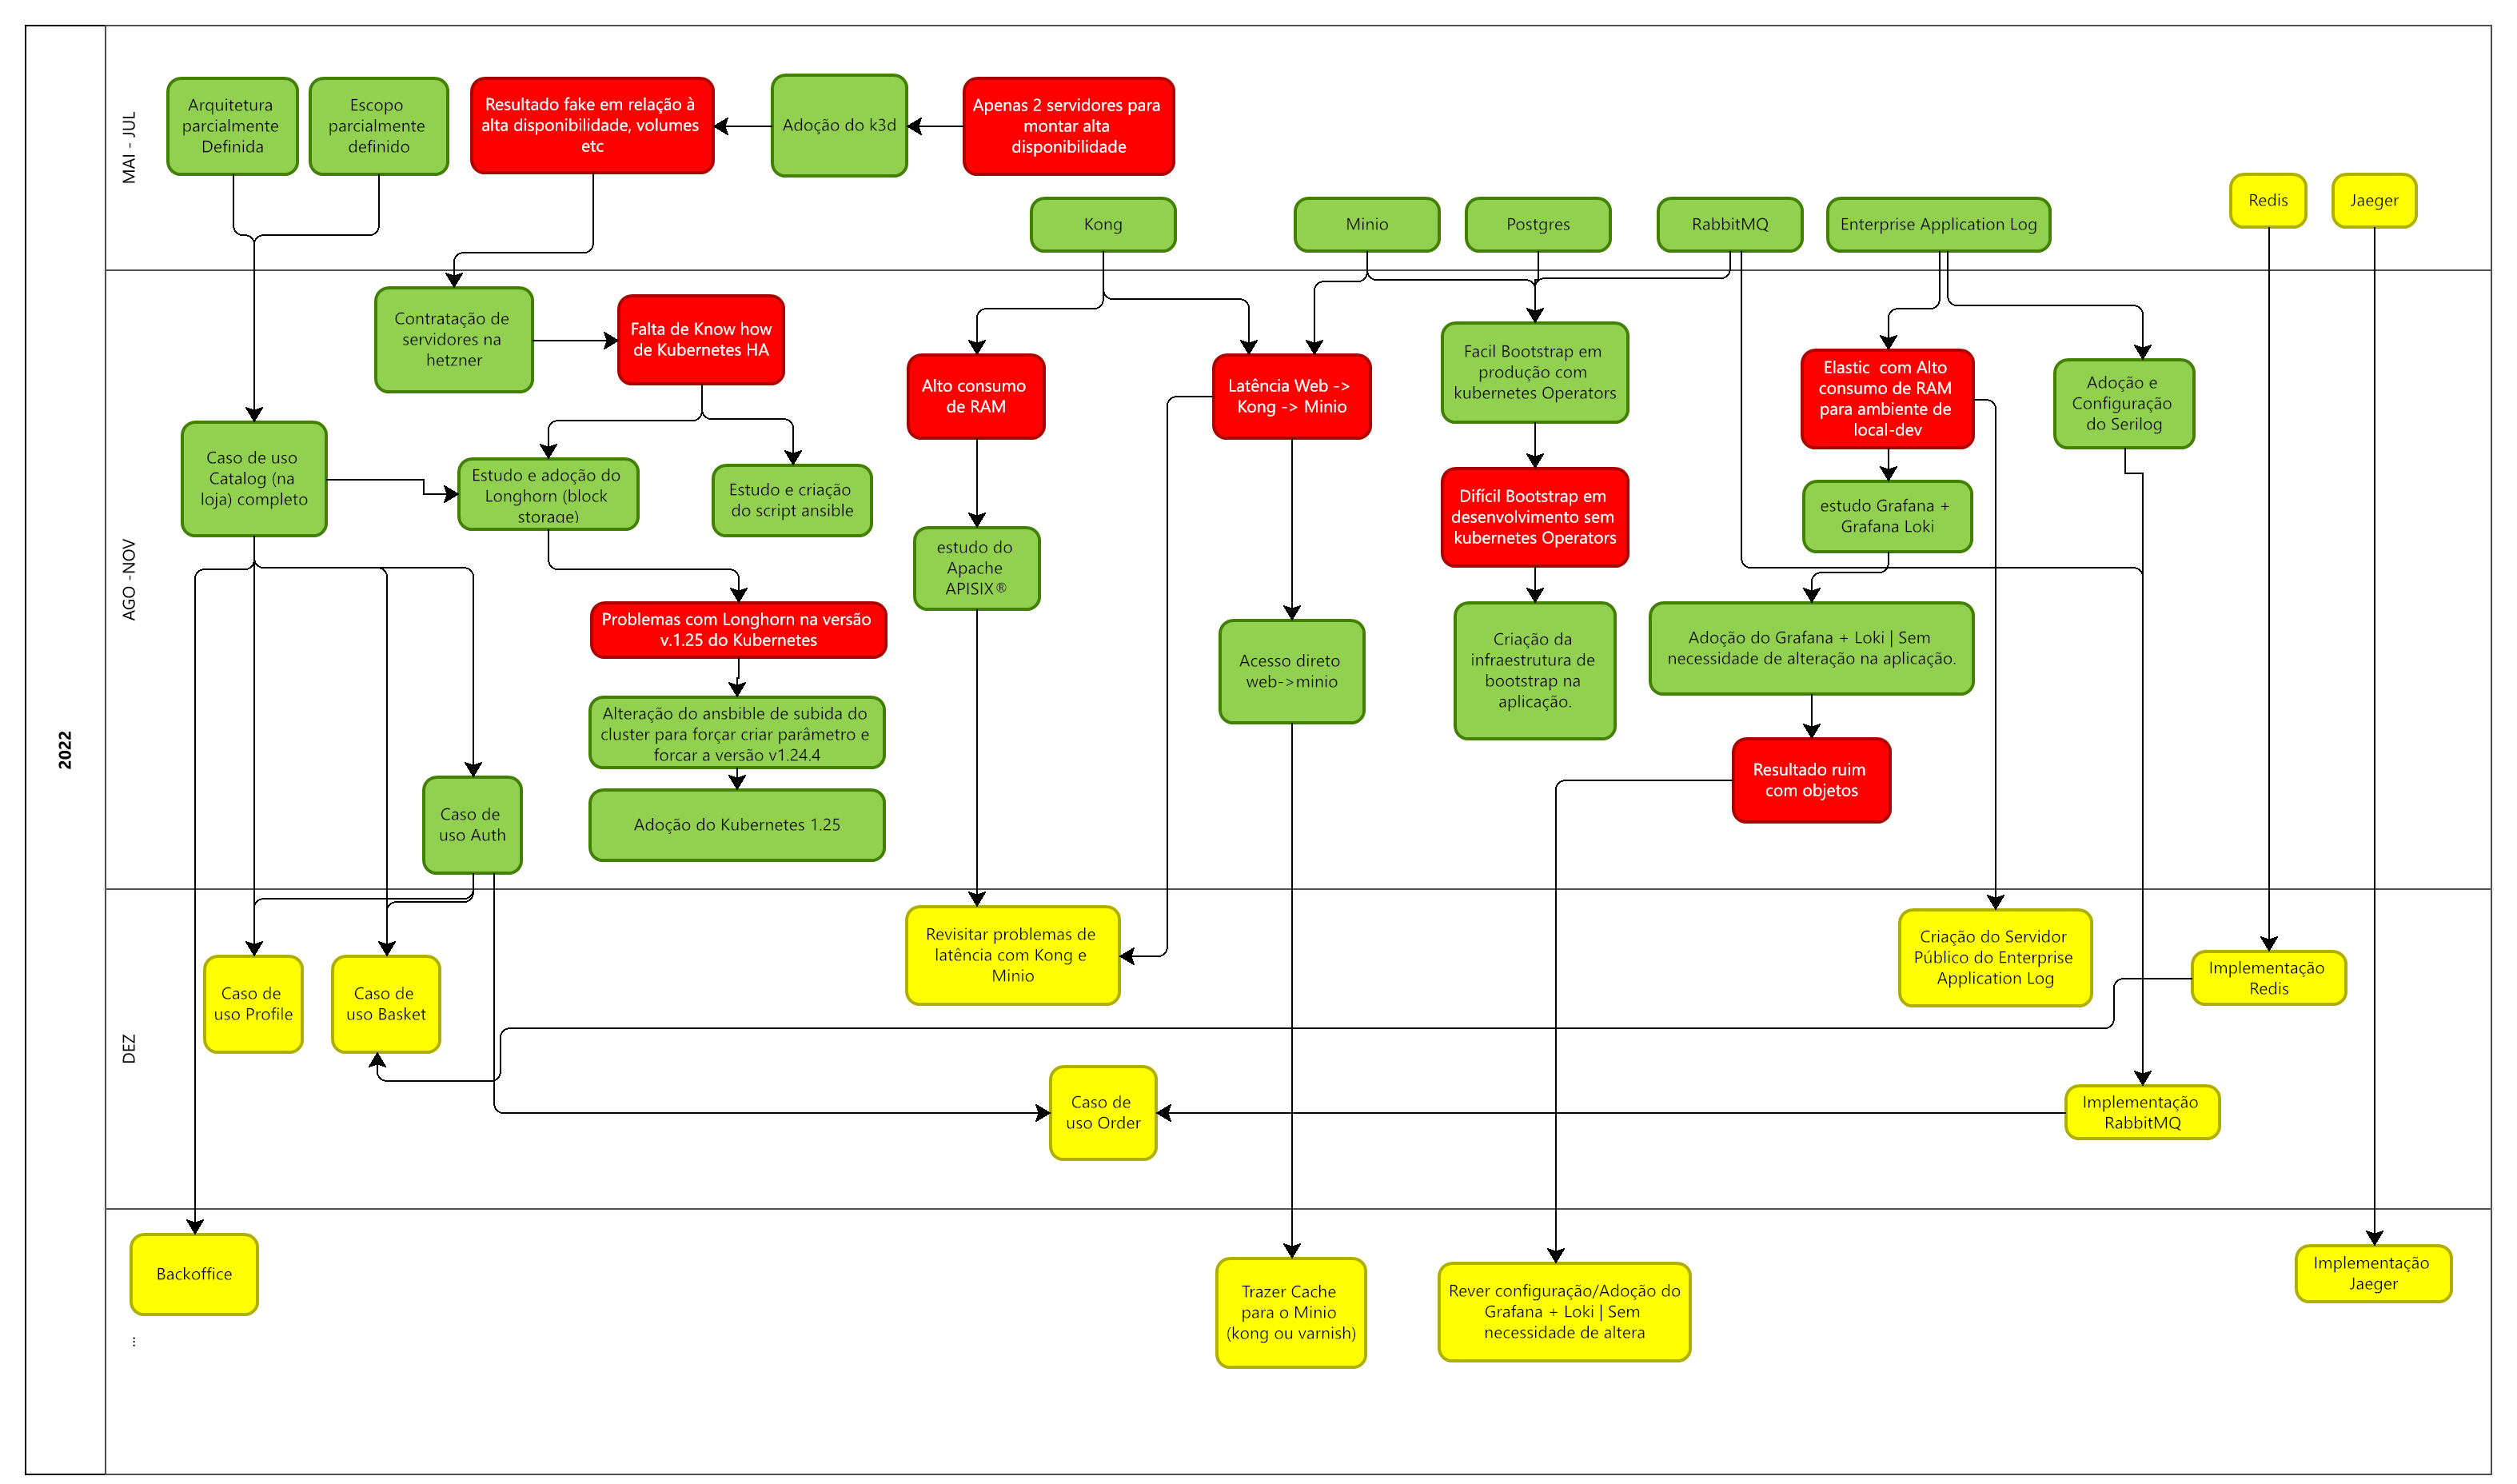 2022
MAI - JUL
Arquitetura
parcialmente
Definida
Escopo
parcialmente
definido
Resultado fake em relação à
alta disponibilidade, volumes
etc
Adoção do k3d
Apenas 2 servidores para
montar alta
disponibilidade
Kong
Minio
Postgres
RabbitMQ
Enterprise Application Log
Redis
Jaeger
AGO -NOV
Contratação de
servidores na
hetzner
Falta de Know how
de Kubernetes HA
Alto consumo
de RAM
Latência Web ->
Kong -> Minio
Facil Bootstrap em
produção com
kubernetes Operators
Elastic  com Alto
consumo de RAM
para ambiente de
local-dev
Adoção e
Configuração
do Serilog
Caso de uso
Catalog (na
loja) completo
Estudo e adoção do
Longhorn (block
storage)
Estudo e criação
do script ansible
Difícil Bootstrap em
desenvolvimento sem
kubernetes Operators
estudo Grafana +
Grafana Loki
estudo do
Apache
APISIX®
Problemas com Longhorn na versão
v.1.25 do Kubernetes
Acesso direto
web->minio
Criação da
infraestrutura de
bootstrap na
aplicação.
Adoção do Grafana + Loki | Sem
necessidade de alteração na aplicação.
Alteração do ansbible de subida do
cluster para forçar criar parâmetro e
forcar a versão v1.24.4
Resultado ruim
com objetos
Caso de
uso Auth
Adoção do Kubernetes 1.25
DEZ
Revisitar problemas de
latência com Kong e
Minio
Criação do Servidor
Público do Enterprise
Application Log
Implementação
Redis
Caso de
uso Profile
Caso de
uso Basket
Caso de
uso Order
Implementação
RabbitMQ
...
Backoffice
Trazer Cache
para o Minio
(kong ou varnish)
Rever configuração/Adoção do
Grafana + Loki | Sem
necessidade de altera
Implementação
Jaeger